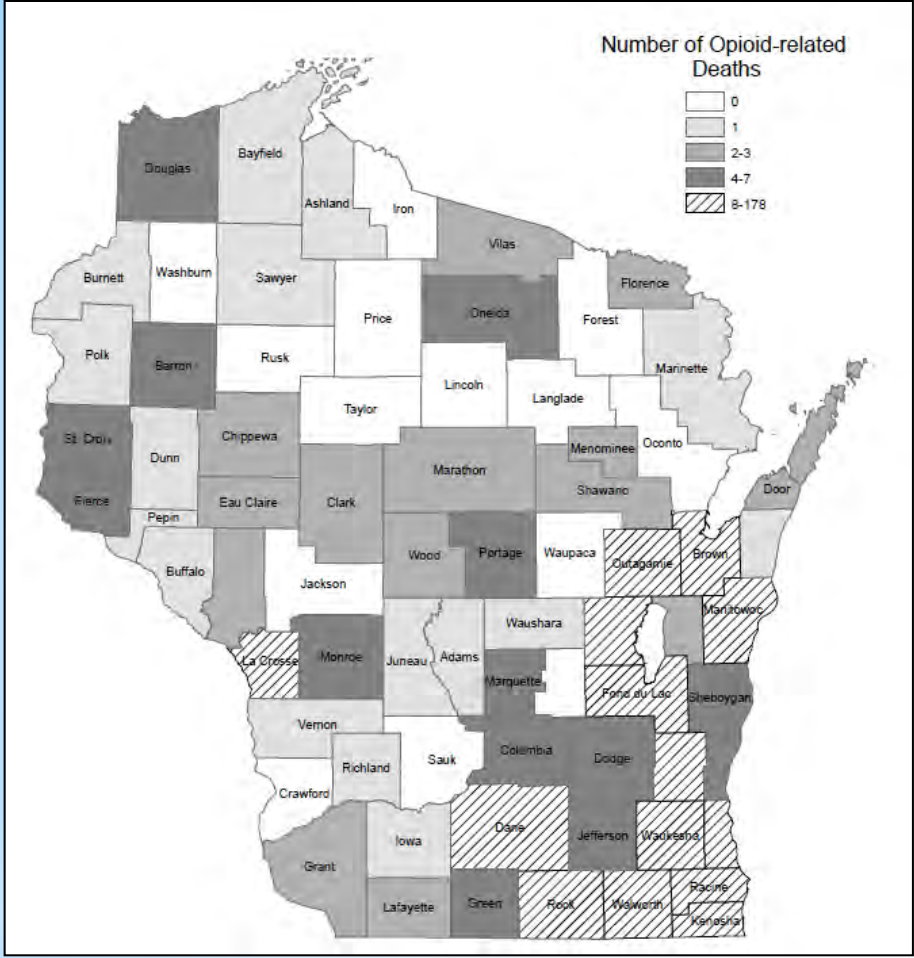 Number of Opioid-related
Deaths
0
1
2-3
4-7
8-178
Douglas
Bayfield
Ashland
Iron
Vilas
Florence
Burnett
Washburn
Sawyer
Price
Oneida
Forest
Marinette
Polk
Barron
Rusk
Lincoln
Langlade
Taylor
Oconto
St. Croix
Chippewa
Menominee
Dunn
Marathon
Shawano
Door
Pierce
Eau Claire
Clark
Pepin
Wood
Portage
Waupaca
Outagamie
Brown
Buffalo
Jackson
Manitowoc
Waushara
La Crosse
Monroe
Juneau
Adams
Marquette
Fond du Lac
Sheboygan
Vernon
Columbia
Dodge
Sauk
Richland
Crawford
Dane
Jefferson
Waukesha
Iowa
Grant
Racine
Lafayette
Green
Rock
Walworth
Kenosha